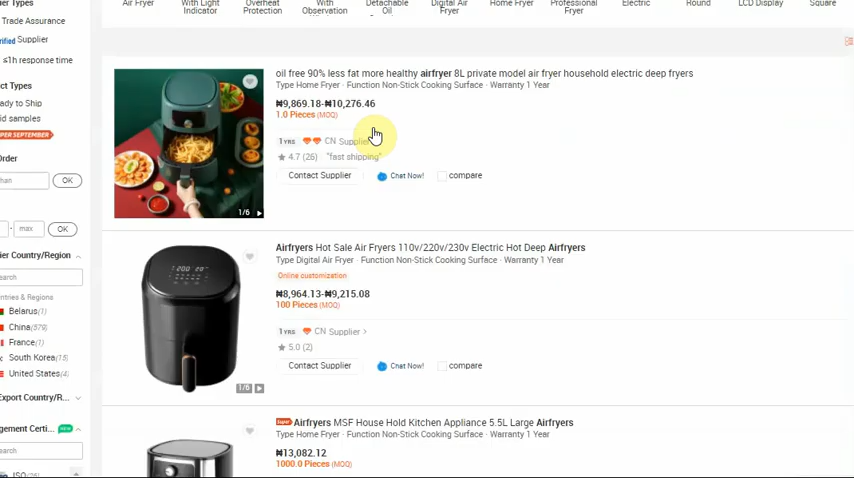 er Types
Air Fryer
With Light
Indicator
Overheat
Protection
With
Observation
Detachable
Oil
Digital Air
Fryer
Home Fryer
Professional
Fryer
Electric
Round
LCD Display
Square
Trade Assurance
Supplier
≤1h response time
ct Types
ady to Ship
id samples
PER SEPTEMBER
Order
han
OK
- max
OK
ier Country/Region
earch
ntries & Regions
Belarus(1)
China(579)
France(1)
South Korea(15)
United States(4)
Export Country/R...
gement Certi...
earch
oil free 90% less fat more healthy airfryer 8L private model air fryer household electric deep fryers
Type Home Fryer · Function Non-Stick Cooking Surface · Warranty 1 Year
₦9,869.18-₦10,276.46
1.0 Pieces (MOQ)
1 YRS CN Supplier
4.7 (26) "fast shipping"
Contact Supplier Chat Now! compare
1/6
Airfryers Hot Sale Air Fryers 110v/220v/230v Electric Hot Deep Airfryers
Type Digital Air Fryer · Function Non-Stick Cooking Surface · Warranty 1 Year
Online customization
₦8,964.13-₦9,215.08
100 Pieces (MOQ)
1 YRS CN Supplier >
5.0 (2)
Contact Supplier Chat Now! compare
1/6
Airfryers MSF House Hold Kitchen Appliance 5.5L Large Airfryers
Type Home Fryer · Function Non-Stick Cooking Surface · Warranty 1 Year
₦13,082.12
1000.0 Pieces (MOQ)